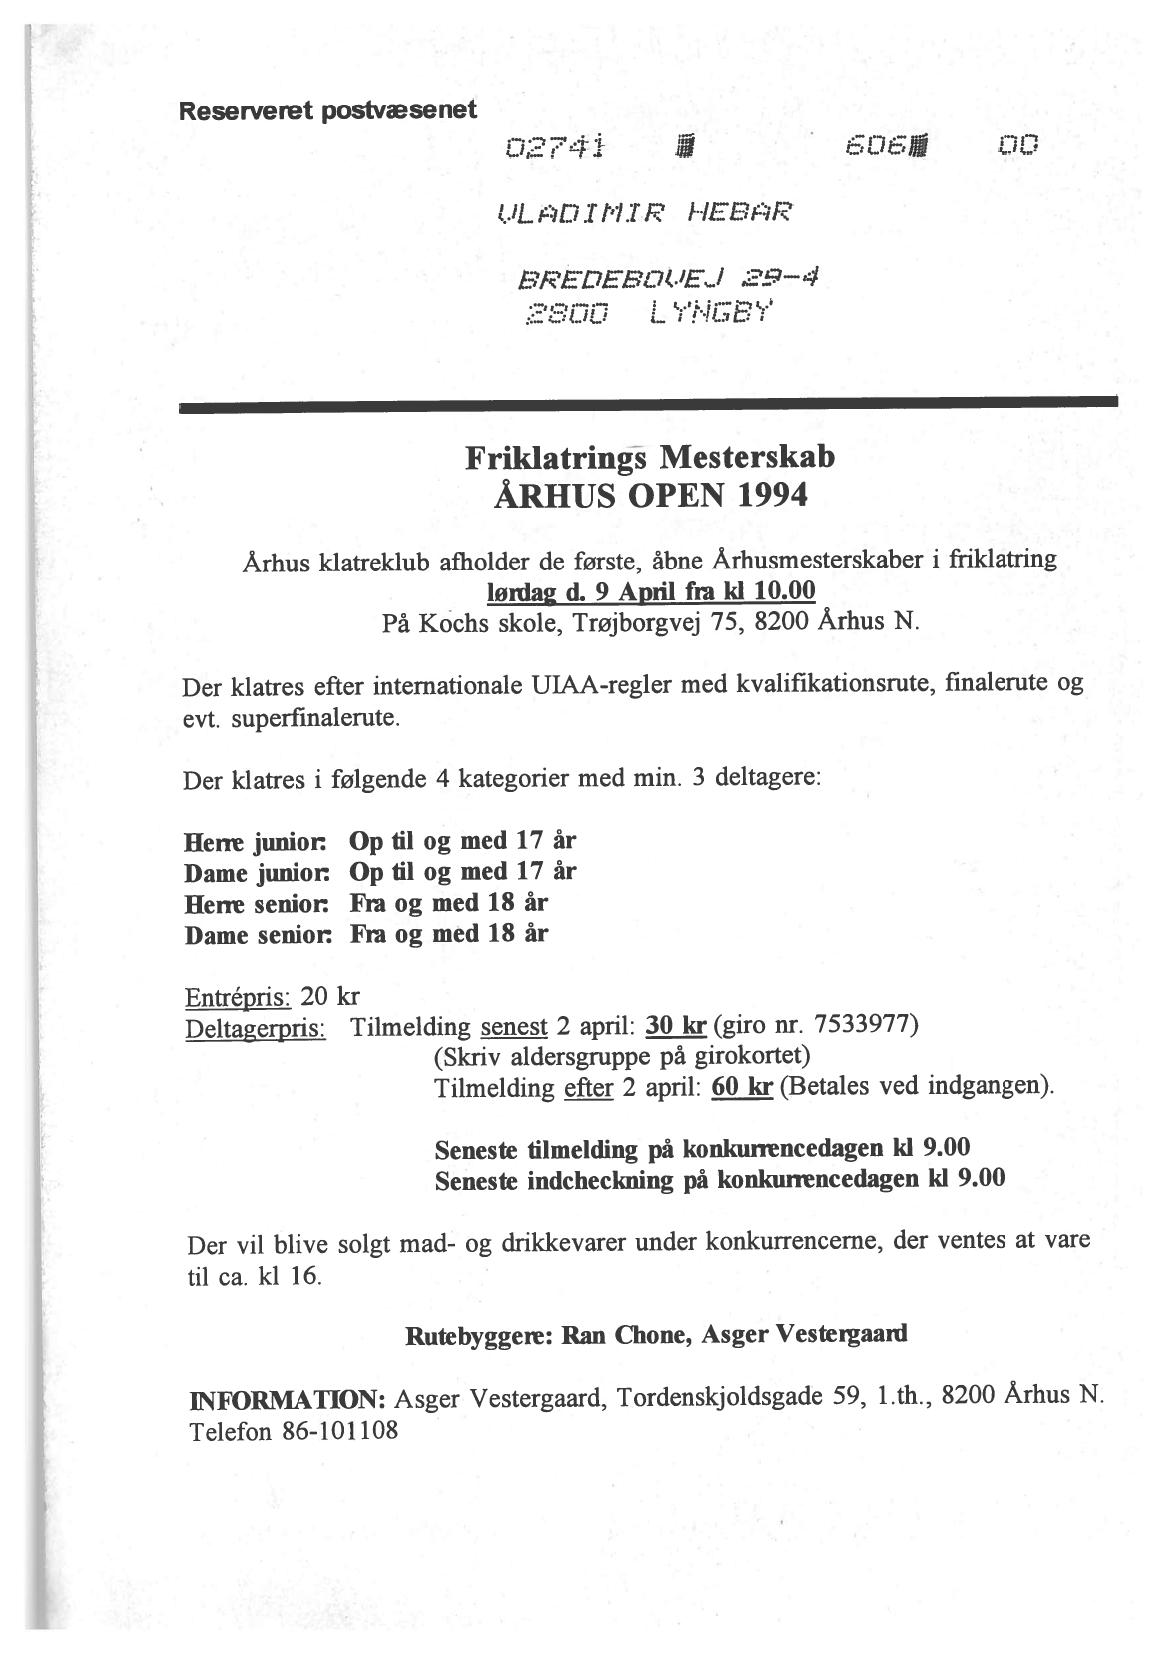 Reserveret postvæsenet
02741 606 00
VLADIMIR HEBAR
BREDEBOVEJ 29-4
2800 LYNGBY
Friklatrings Mesterskab
ÅRHUS OPEN 1994
Århus klatreklub afholder de første, åbne Århusmesterskaber i friklatring
lørdag d. 9 April fra kl 10.00
På Kochs skole, Trøjborgvej 75, 8200 Århus N.
Der klatres efter internationale UIAA-regler med kvalifikationsrute, finalerute og
evt. superfinalerute.
Der klatres i følgende 4 kategorier med min. 3 deltagere:
Herre junior: Op til og med 17 år
Dame junior: Op til og med 17 år
Herre senior: Fra og med 18 år
Dame senior: Fra og med 18 år
Entrépris: 20 kr
Deltagerpris: Tilmelding senest 2 april: 30 kr (giro nr. 7533977)
(Skriv aldersgruppe på girokortet)
Tilmelding efter 2 april: 60 kr (Betales ved indgangen).
Seneste tilmelding på konkurrencedagen kl 9.00
Seneste indcheckning på konkurrencedagen kl 9.00
Der vil blive solgt mad- og drikkevarer under konkurrencerne, der ventes at vare
til ca. kl 16.
Rutebyggere: Ran Chone, Asger Vestergaard
INFORMATION: Asger Vestergaard, Tordenskjoldsgade 59, 1.th., 8200 Århus N.
Telefon 86-101108